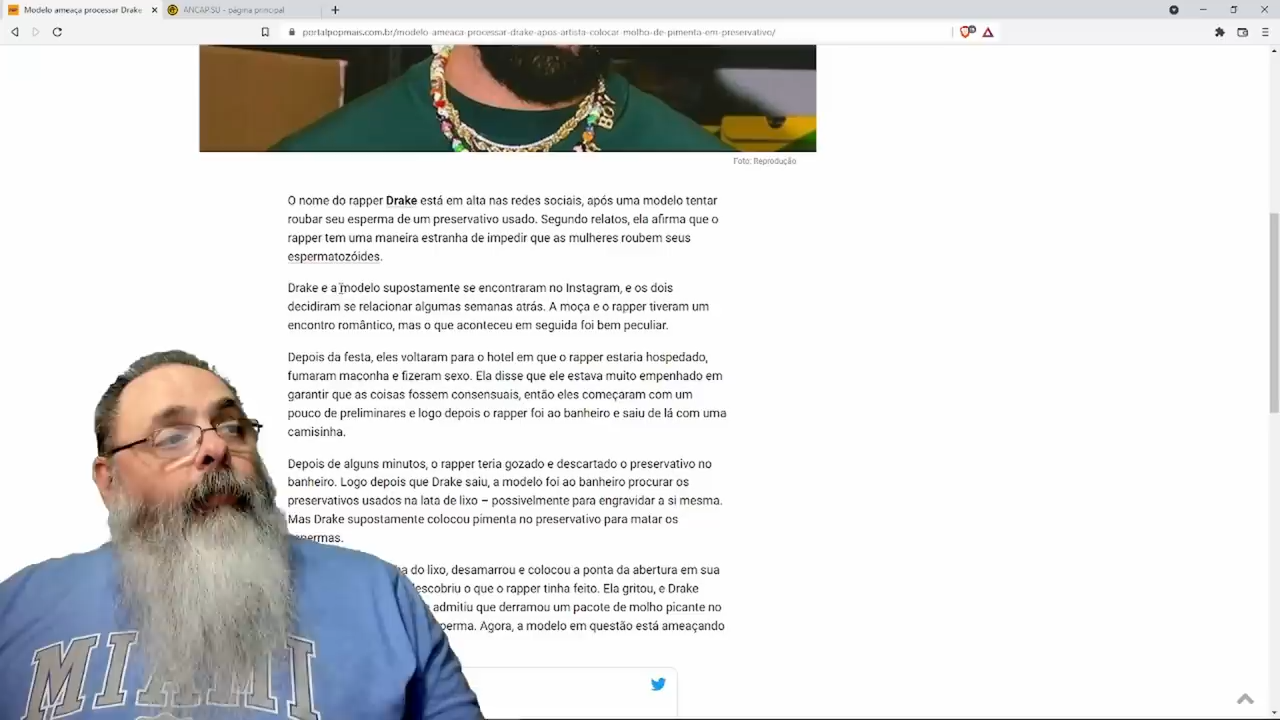 Modelo ameaça processar Drake
ANCAP.SU - página principal
portalpopmais.com.br/modelo-ameaca-processar-drake-apos-artista-colocar-molho-de-pimenta-em-preservativo/
Foto: Reprodução
O nome do rapper Drake está em alta nas redes sociais, após uma modelo tentar
roubar seu esperma de um preservativo usado. Segundo relatos, ela afirma que o
rapper tem uma maneira estranha de impedir que as mulheres roubem seus
espermatozóides.
Drake e a modelo supostamente se encontraram no Instagram, e os dois
decidiram se relacionar algumas semanas atrás. A moça e o rapper tiveram um
encontro romântico, mas o que aconteceu em seguida foi bem peculiar.
Depois da festa, eles voltaram para o hotel em que o rapper estaria hospedado,
fumaram maconha e fizeram sexo. Ela disse que ele estava muito empenhado em
garantir que as coisas fossem consensuais, então eles começaram com um
pouco de preliminares e logo depois o rapper foi ao banheiro e saiu de lá com uma
camisinha.
Depois de alguns minutos, o rapper teria gozado e descartado o preservativo no
banheiro. Logo depois que Drake saiu, a modelo foi ao banheiro procurar os
preservativos usados na lata de lixo – possivelmente para engravidar a si mesma.
Mas Drake supostamente colocou pimenta no preservativo para matar os
do lixo, desamarrou e colocou a ponta da abertura em sua
descobriu o que o rapper tinha feito. Ela gritou, e Drake
admitiu que derramou um pacote de molho picante no
Agora, a modelo em questão está ameaçando
MIAMI